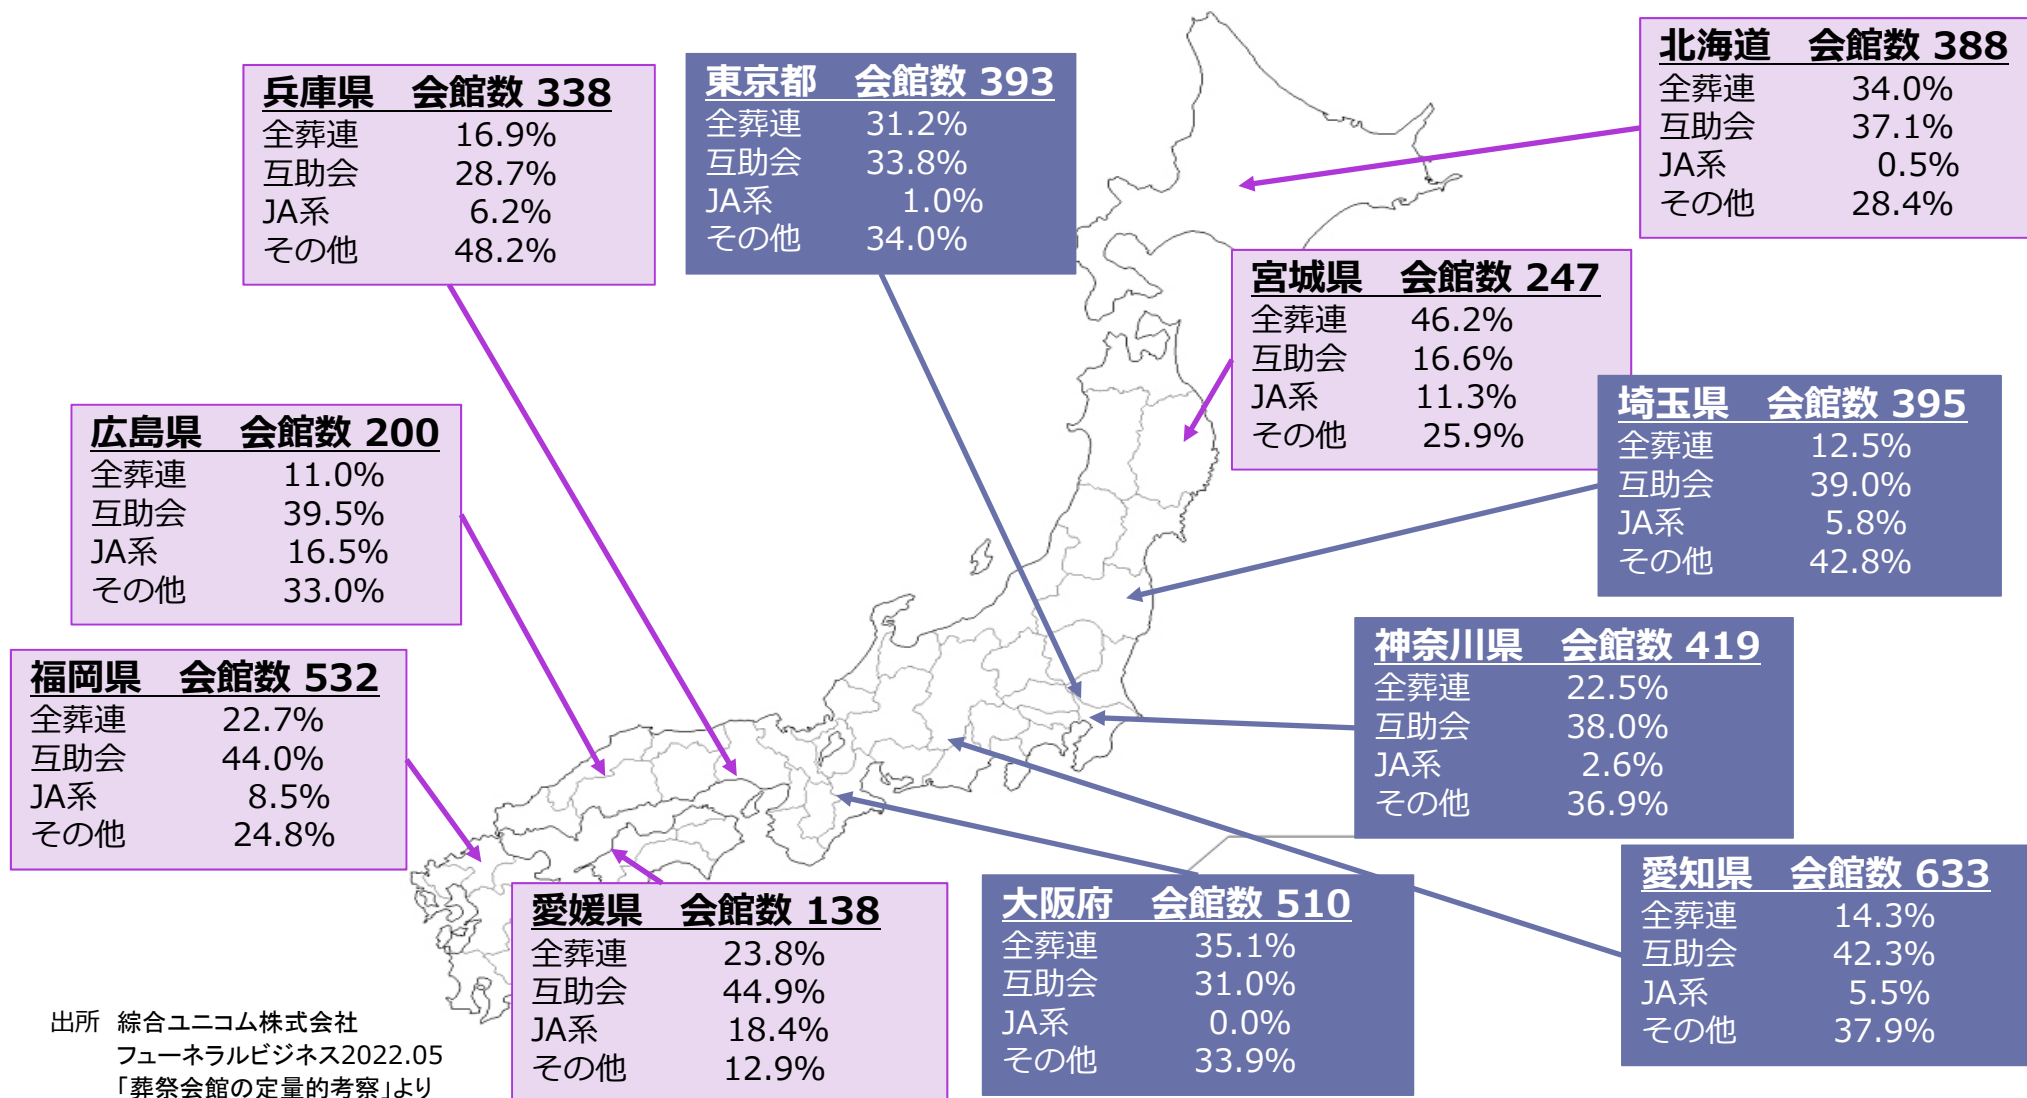 北海道 会館数 388
全葬連 34.0%
互助会 37.1%
JA系 0.5%
その他 28.4%
兵庫県 会館数 338
全葬連 16.9%
互助会 28.7%
JA系 6.2%
その他 48.2%
東京都 会館数 393
全葬連 31.2%
互助会 33.8%
JA系 1.0%
その他 34.0%
宮城県 会館数 247
全葬連 46.2%
互助会 16.6%
JA系 11.3%
その他 25.9%
埼玉県 会館数 395
全葬連 12.5%
互助会 39.0%
JA系 5.8%
その他 42.8%
広島県 会館数 200
全葬連 11.0%
互助会 39.5%
JA系 16.5%
その他 33.0%
神奈川県 会館数 419
全葬連 22.5%
互助会 38.0%
JA系 2.6%
その他 36.9%
福岡県 会館数 532
全葬連 22.7%
互助会 44.0%
JA系 8.5%
その他 24.8%
愛知県 会館数 633
全葬連 14.3%
互助会 42.3%
JA系 5.5%
その他 37.9%
大阪府 会館数 510
全葬連 35.1%
互助会 31.0%
JA系 0.0%
その他 33.9%
愛媛県 会館数 138
全葬連 23.8%
互助会 44.9%
JA系 18.4%
その他 12.9%
出所 綜合ユニコム株式会社
フューネラルビジネス2022.05
「葬祭会館の定量的考察」より